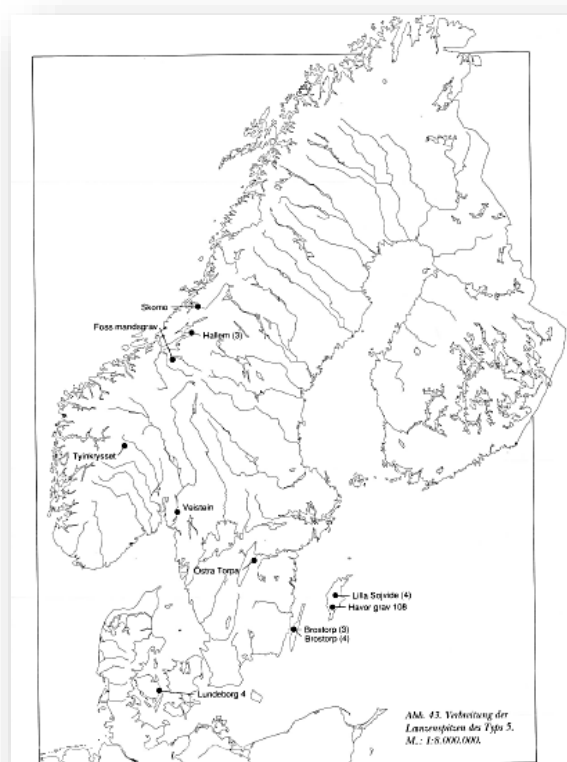 Skomo
Foss mandsgrav
Hallem (3)
Tyinkrysset
Veistein
Östra Torpa
Lilla Sojvide (4)
Havor grav 108
Brostorp (3)
Brostorp (4)
Lundeborg 4
Abb. 43. Verbreitung der
Lanzenspitzen des Typs 5.
M.: 1:8.000.000.